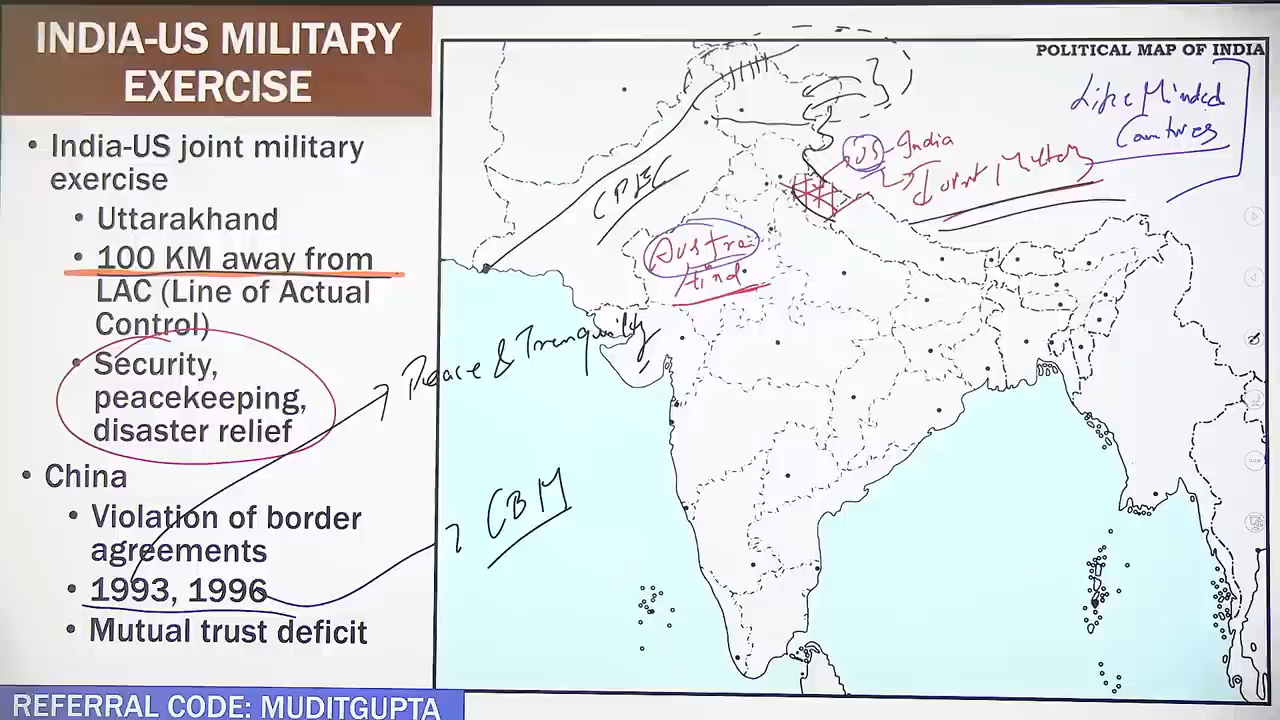 INDIA-US MILITARY
EXERCISE
• India-US joint military
exercise
• Uttarakhand
• 100 KM away from
LAC (Line of Actual
Control)
• Security,
peacekeeping,
disaster relief
• China
• Violation of border
agreements
• 1993, 1996
• Mutual trust deficit
REFERRAL CODE: MUDITGUPTA
POLITICAL MAP OF INDIA
Like Minded
Countries
US - India
Joint Military
CPEC
Austra
Hind
Peace & Tranquility
CBM